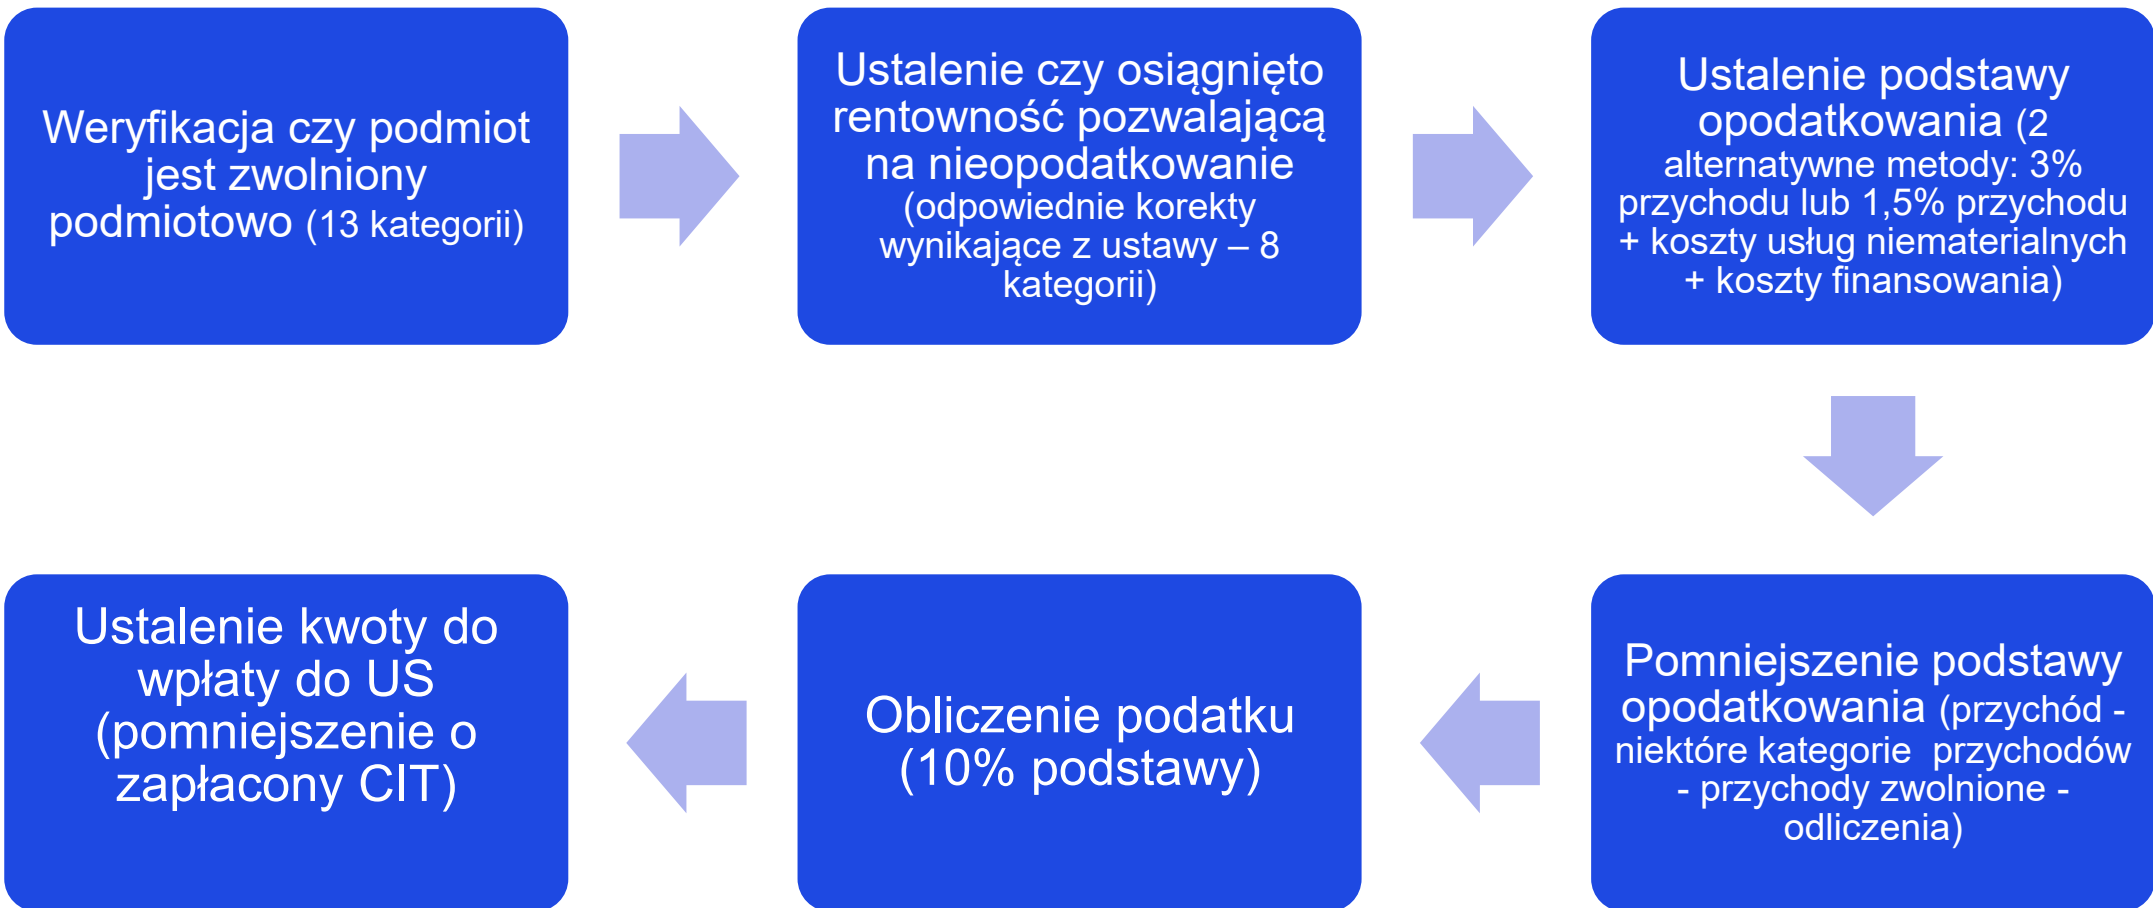 Weryfikacja czy podmiot
jest zwolniony
podmiotowo (13 kategorii)
Ustalenie czy osiągnięto
rentowność pozwalającą
na nieopodatkowanie
(odpowiednie korekty
wynikające z ustawy – 8
kategorii)
Ustalenie podstawy
opodatkowania (2
alternatywne metody: 3%
przychodu lub 1,5% przychodu
+ koszty usług niematerialnych
+ koszty finansowania)
Pomniejszenie podstawy
opodatkowania (przychód -
niektóre kategorie przychodów
- przychody zwolnione -
odliczenia)
Obliczenie podatku
(10% podstawy)
Ustalenie kwoty do
wpłaty do US
(pomniejszenie o
zapłacony CIT)